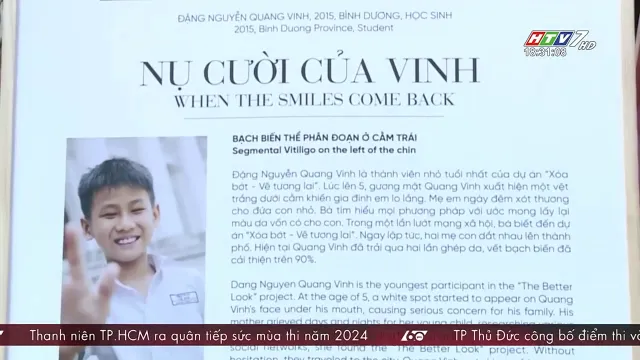 ĐẶNG NGUYỄN QUANG VINH, 2015, BÌNH DƯƠNG, HỌC SINH
2015, Binh Duong Province, Student
HTV7 HD
18:31:08
NỤ CƯỜI CỦA VINH
WHEN THE SMILES COME BACK
BẠCH BIẾN THỂ PHÂN ĐOẠN Ở CẰM TRÁI
Segmental Vitiligo on the left of the chin
Đặng Nguyễn Quang Vinh là thành viên nhỏ tuổi nhất của dự án "Xóa
bớt - Vẽ tương lai". Lúc lên 5, gương mặt Quang Vinh xuất hiện một vệt
trắng dưới cằm khiến gia đình em lo lắng. Mẹ em ngày đêm xót thương
cho đứa con nhỏ. Bà tìm hiểu mọi phương pháp với ước mong lấy lại
màu da vốn có cho con. Trong một lần lướt mạng xã hội, bà biết đến dự
án "Xóa bớt - Vẽ tương lai". Ngay lập tức, hai mẹ con dắt nhau lên thành
phố. Hiện tại Quang Vinh đã trải qua hai lần ghép da, vết bạch biến đã
cải thiện trên 90%.
Dang Nguyen Quang Vinh is the youngest participant in the "The Better
Look" project. At the age of 5, a white spot started to appear on Quang
Vinh's face under his mouth, causing serious concern for his family. His
mother grieved days and nights for her young child
social networks, she found "The Better Look" project. Without
hesitation, they traveled to the city
Thanh niên TP.HCM ra quân tiếp sức mùa thi năm 2024
60
TP Thủ Đức công bố điểm thi v